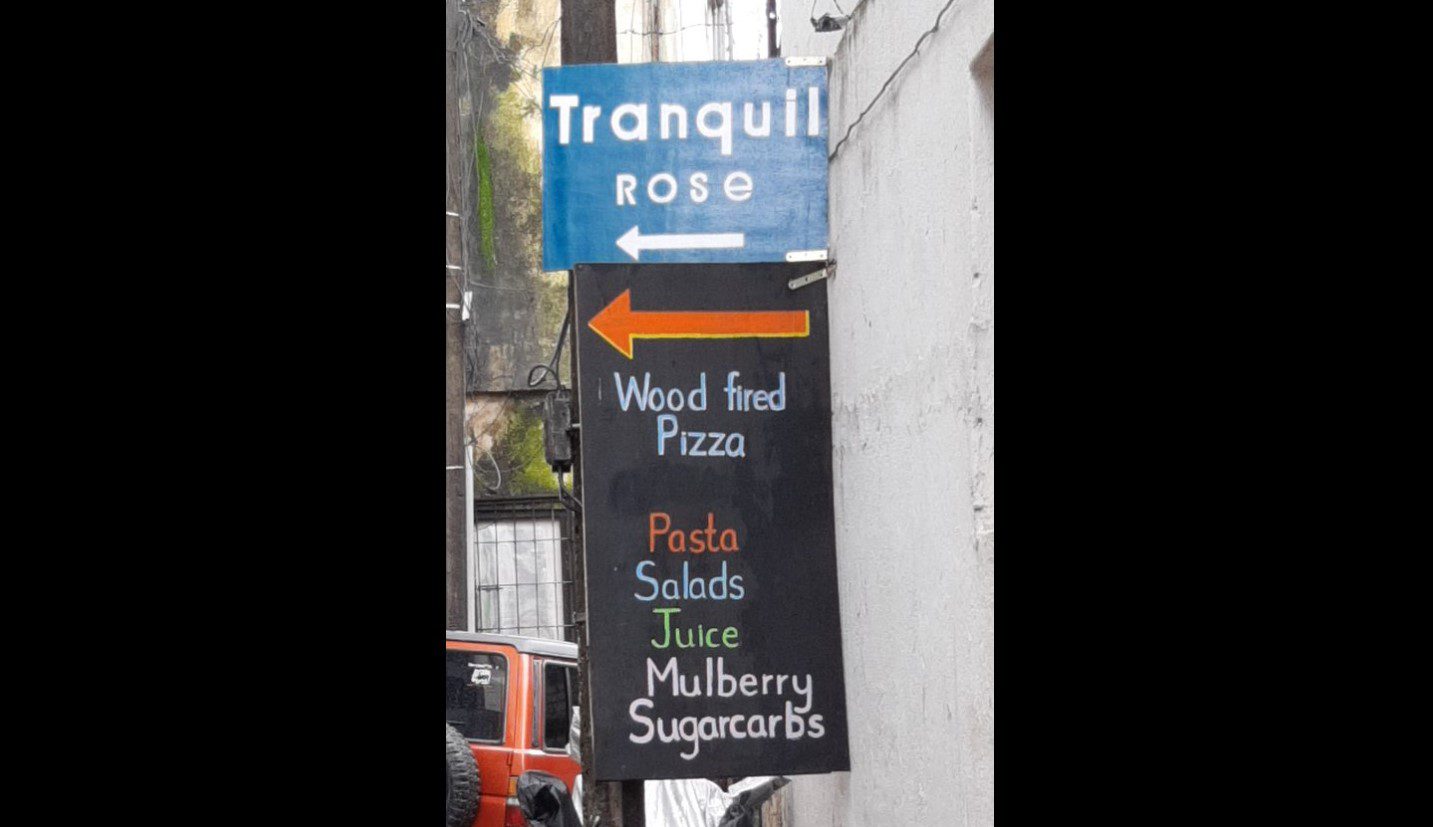 Tranquil
ROSe
Wood fired
Pizza
Pasta
Salads
Juice
Mulberry
Sugarcarbs